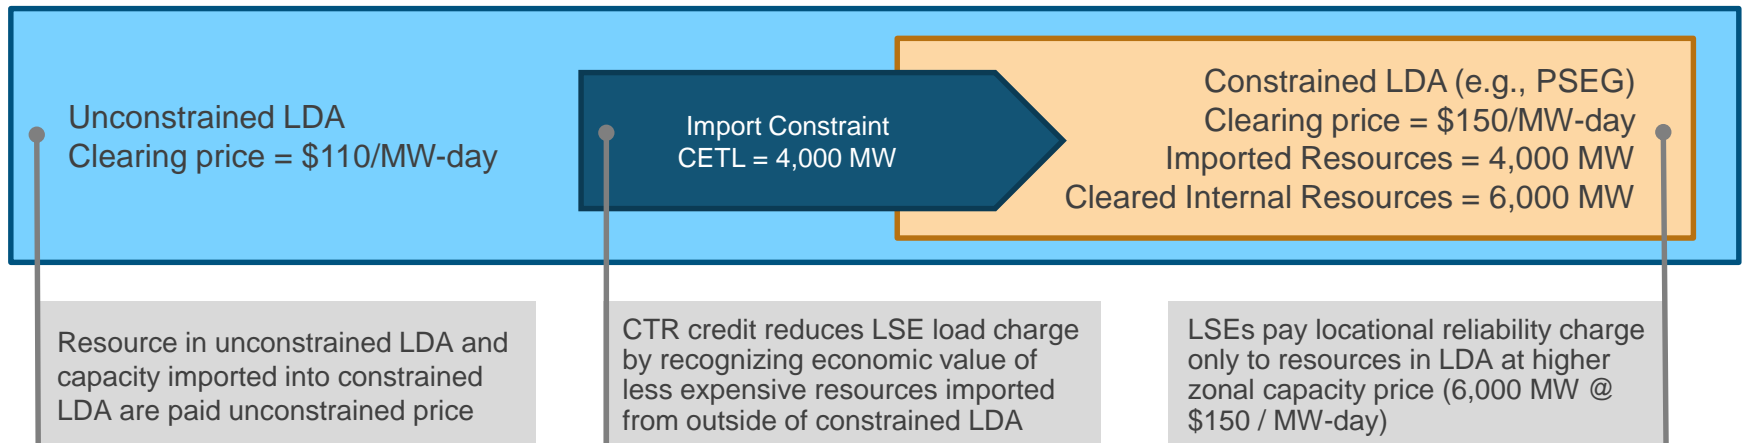 Unconstrained LDA
Clearing price = $110/MW-day
Import Constraint
CETL = 4,000 MW
Constrained LDA (e.g., PSEG)
Clearing price = $150/MW-day
Imported Resources = 4,000 MW
Cleared Internal Resources = 6,000 MW
Resource in unconstrained LDA and
capacity imported into constrained
LDA are paid unconstrained price
CTR credit reduces LSE load charge
by recognizing economic value of
less expensive resources imported
from outside of constrained LDA
LSEs pay locational reliability charge
only to resources in LDA at higher
zonal capacity price (6,000 MW @
$150 / MW-day)